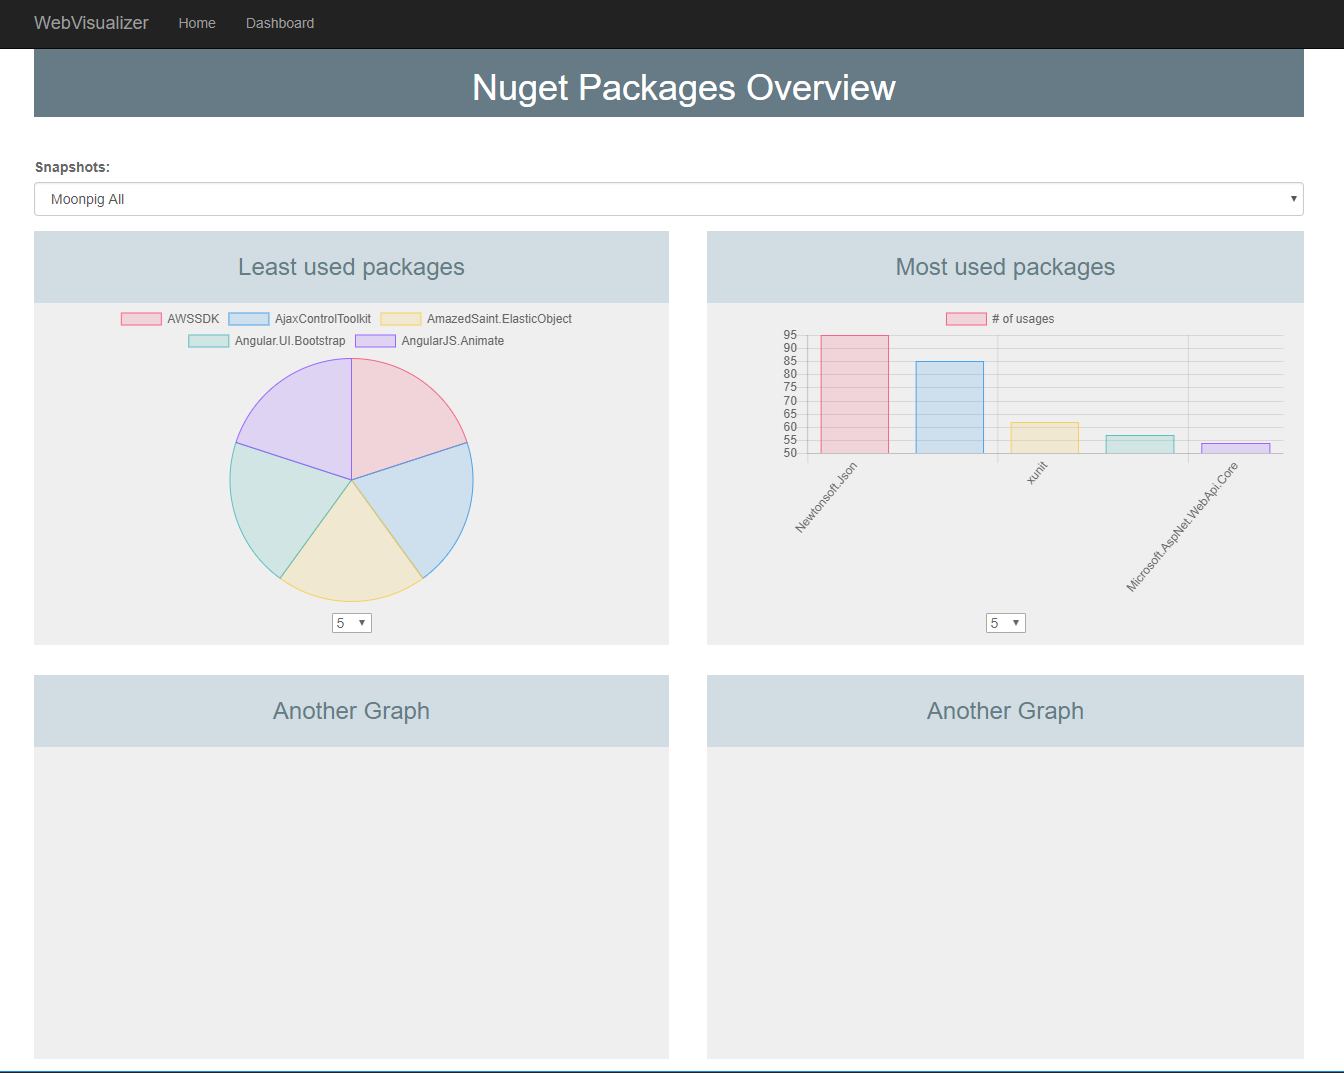 WebVisualizer Home Dashboard
Nuget Packages Overview
Snapshots:
Moonpig All
Least used packages
AWSSDK AjaxControlToolkit AmazedSaint.ElasticObject
Angular.UI.Bootstrap AngularJS.Animate
5
Most used packages
# of usages
95
90
85
80
75
70
65
60
55
50
Newtonsoft.Json
xunit
Microsoft.AspNet.WebApi.Core
5
Another Graph
Another Graph